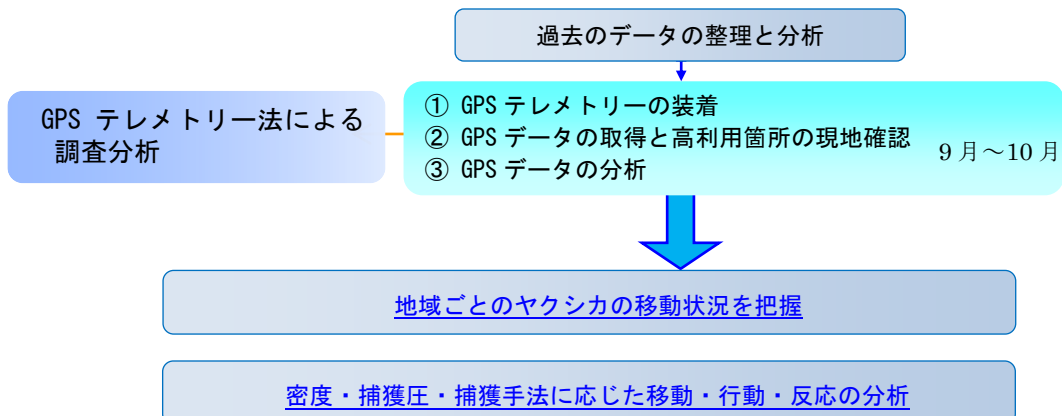 過去のデータの整理と分析
GPS テレメトリー法による
調査分析
① GPS テレメトリーの装着
② GPS データの取得と高利用箇所の現地確認
③ GPS データの分析
9 月～10 月
地域ごとのヤクシカの移動状況を把握
密度・捕獲圧・捕獲手法に応じた移動・行動・反応の分析